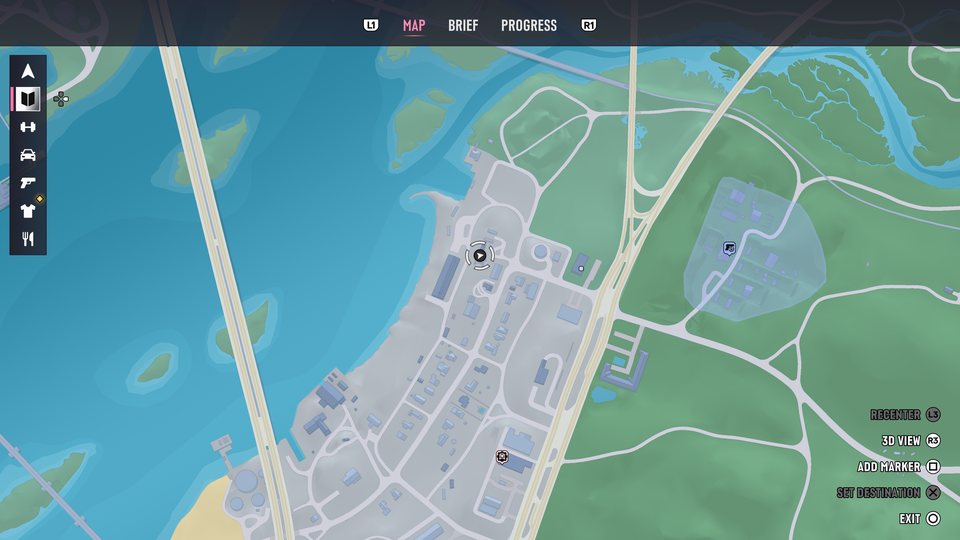 L1 MAP BRIEF PROGRESS R1
RECENTER L3
3D VIEW R3
ADD MARKER
SET DESTINATION
EXIT